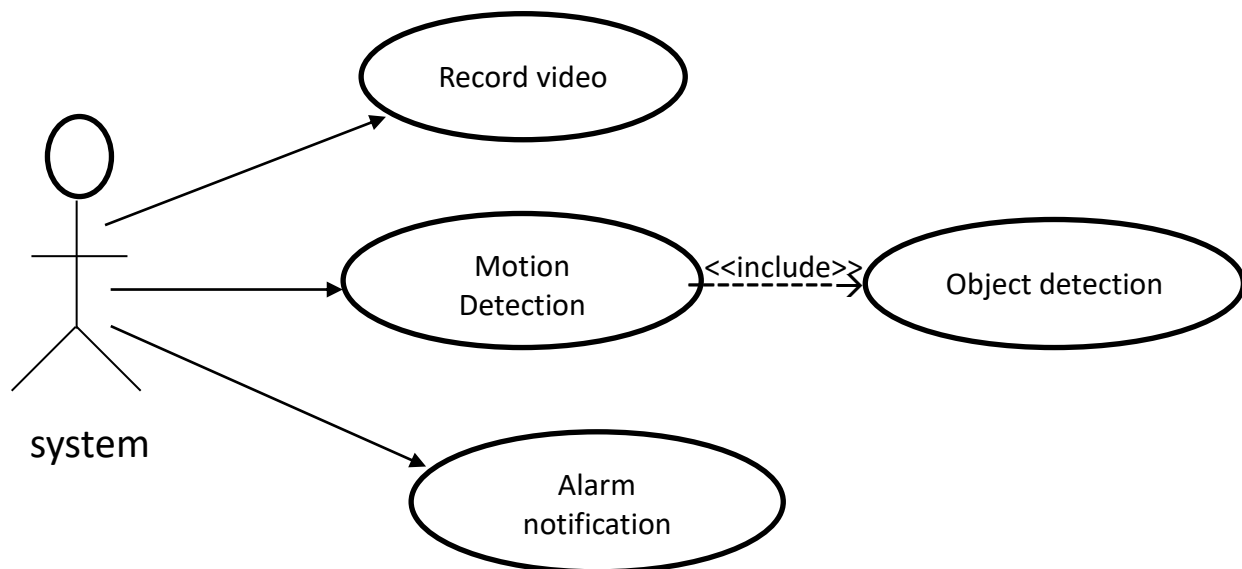 Record video
Motion
Detection
<<include>>
Object detection
system
Alarm
notification